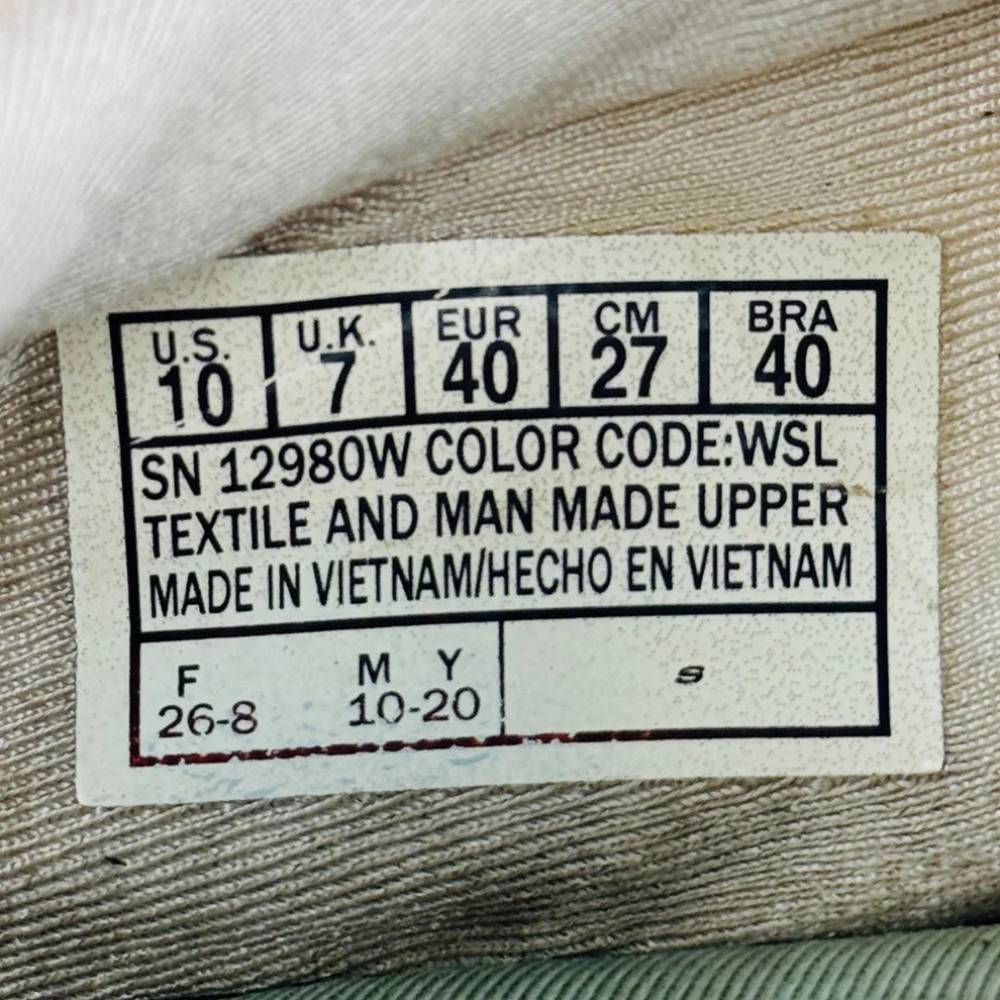 U.S. U.K. EUR CM BRA
10 7 40 27 40
SN 12980W COLOR CODE:WSL
TEXTILE AND MAN MADE UPPER
MADE IN VIETNAM/HECHO EN VIETNAM
F M Y
26-8 10-20
s